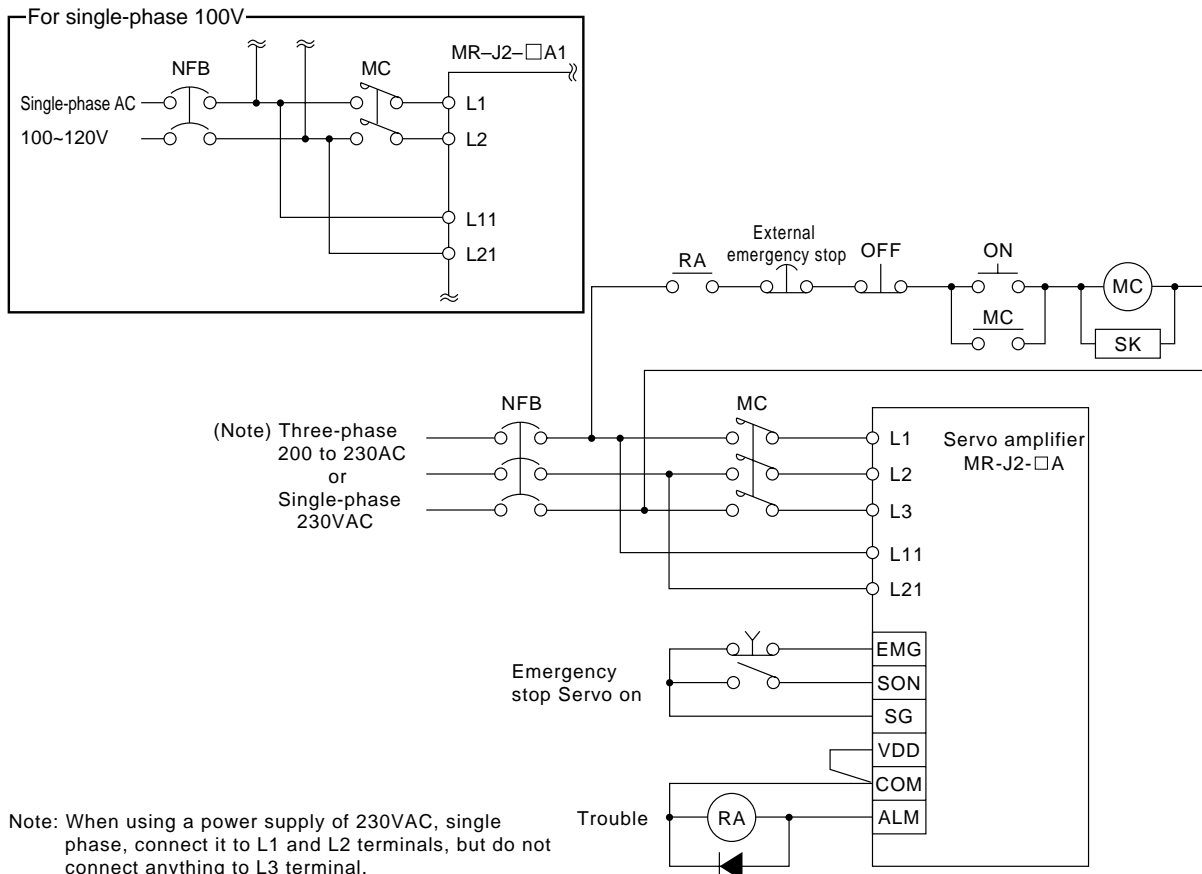 For single-phase 100V
MR–J2–□A1
NFB
MC
Single-phase AC
100~120V
L1
L2
L11
L21
RA
External
emergency stop
OFF
ON
MC
MC
SK
NFB
MC
(Note) Three-phase
200 to 230AC
or
Single-phase
230VAC
L1
L2
L3
L11
L21
Servo amplifier
MR-J2-□A
Emergency
stop Servo on
EMG
SON
SG
VDD
COM
ALM
Trouble
RA
Note: When using a power supply of 230VAC, single
phase, connect it to L1 and L2 terminals, but do not
connect anything to L3 terminal.